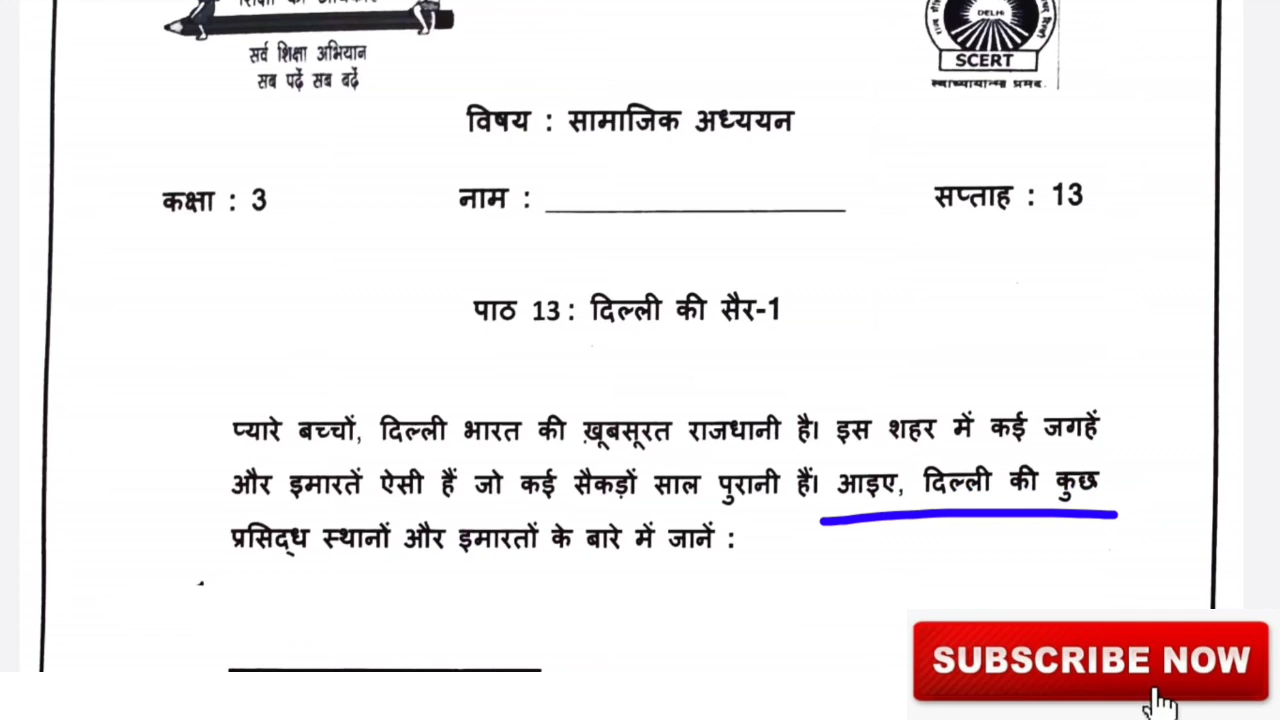 सर्व शिक्षा अभियान
सब पढ़ें सब बढ़ें
DELHI
SCERT
विषय : सामाजिक अध्ययन
कक्षा : 3 नाम : सप्ताह : 13
पाठ 13 : दिल्ली की सैर-1
प्यारे बच्चों, दिल्ली भारत की ख़ूबसूरत राजधानी है। इस शहर में कई जगहें
और इमारतें ऐसी हैं जो कई सैकड़ों साल पुरानी हैं। आइए, दिल्ली की कुछ
प्रसिद्ध स्थानों और इमारतों के बारे में जानें :
SUBSCRIBE NOW